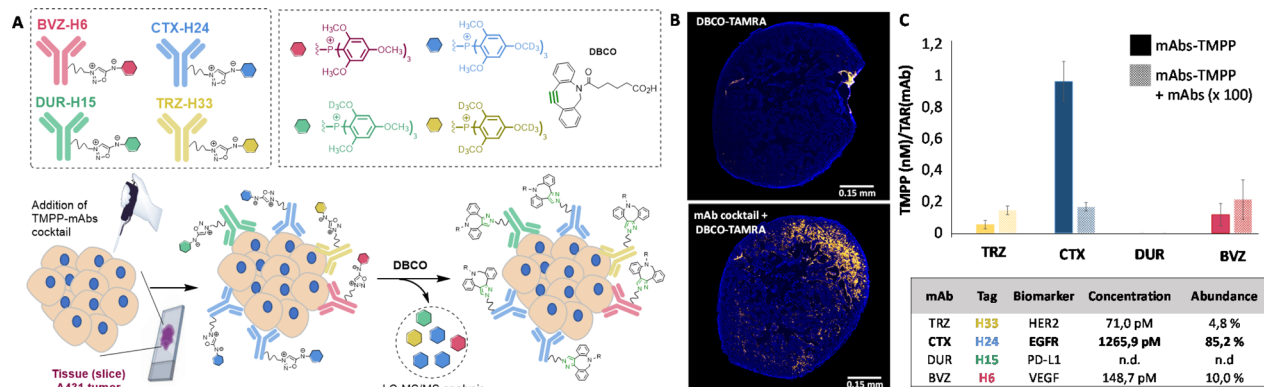 A
BVZ-H6
CTX-H24
DUR-H15
TRZ-H33
DBCO
Addition of
TMPP-mAbs
cocktail
Tissue (slice)
A431 tumor
DBCO
B
DBCO-TAMRA
0.15 mm
mAb cocktail +
DBCO-TAMRA
0.15 mm
C
TMPP (nM)/TAR(mAb)
1,2
1
0,8
0,6
0,4
0,2
0
TRZ
CTX
DUR
BVZ
mAbs-TMPP
mAbs-TMPP
+ mAbs (x 100)
mAb Tag Biomarker Concentration Abundance
TRZ H33 HER2 71,0 pM 4,8 %
CTX H24 EGFR 1265,9 pM 85,2 %
DUR H15 PD-L1 n.d. n.d
BVZ H6 VEGF 148,7 pM 10,0 %